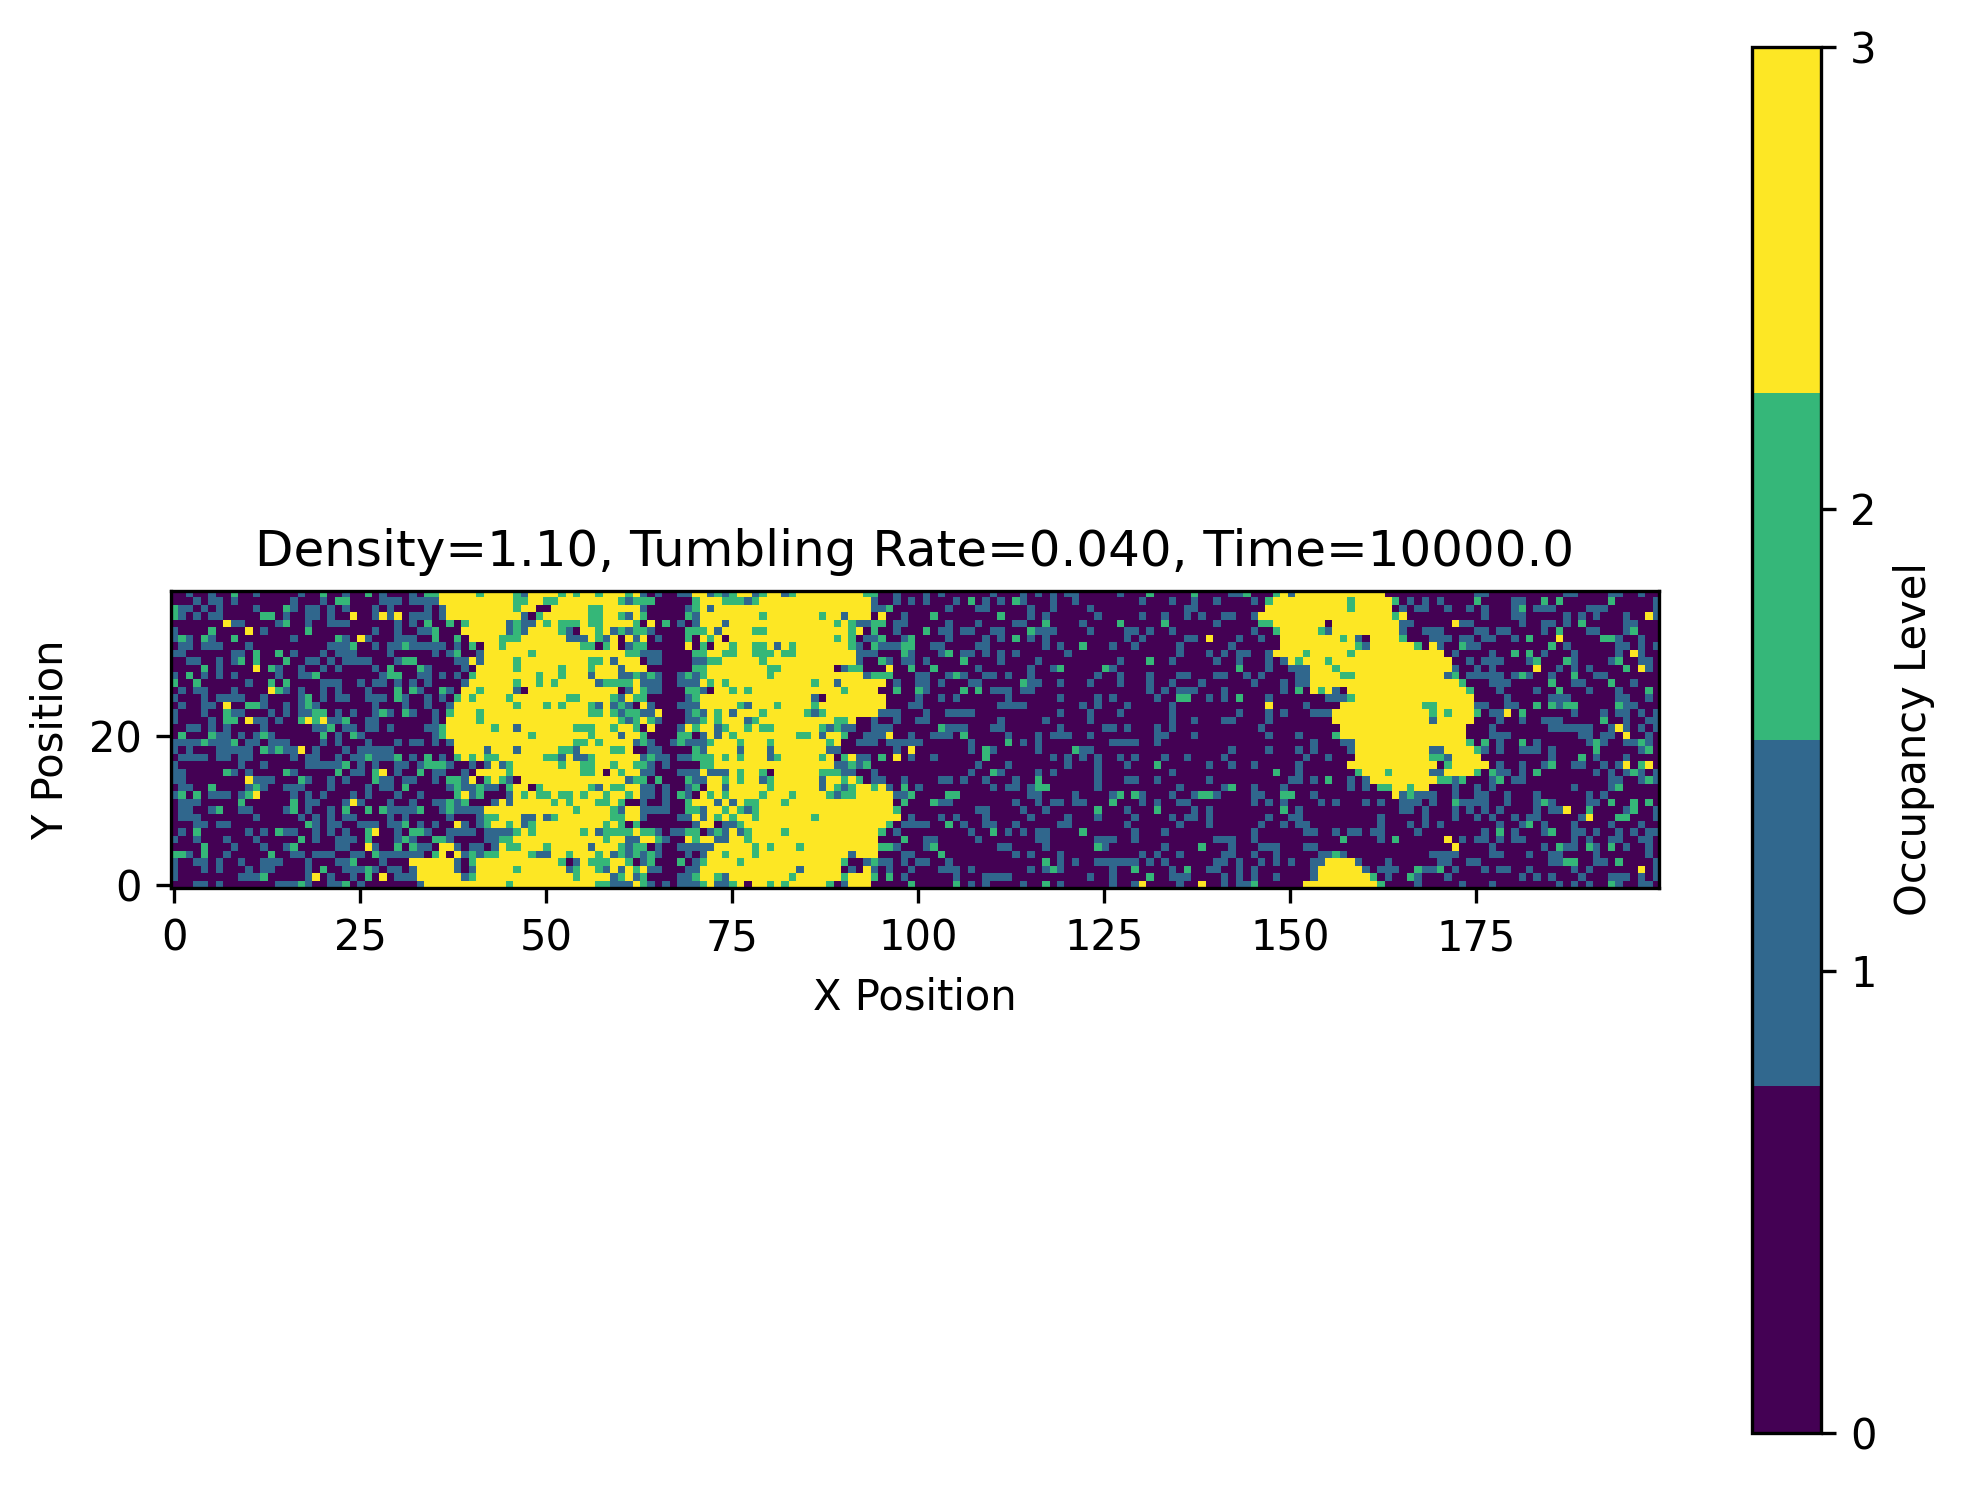 Density=1.10, Tumbling Rate=0.040, Time=10000.0
Y Position
20
0
0 25 50 75 100 125 150 175
X Position
3
2
1
0
Occupancy Level